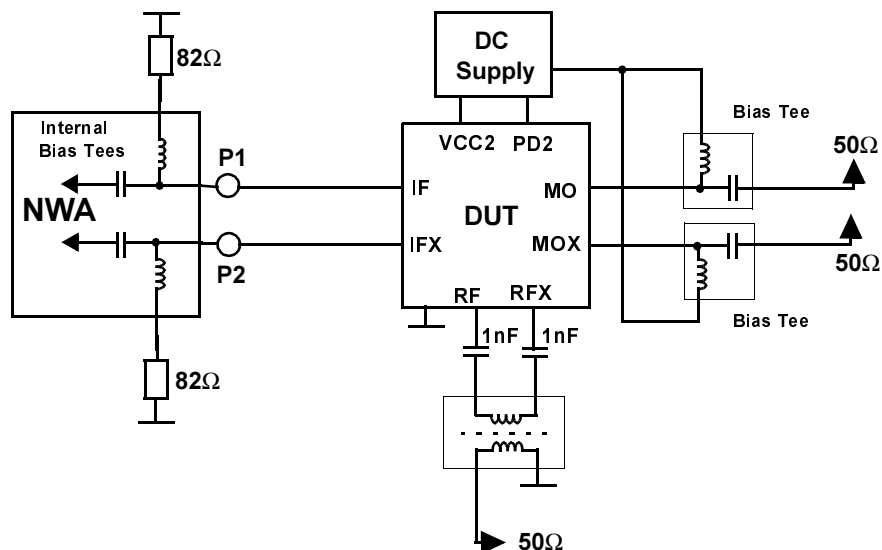 82Ω
DC
Supply
Internal
Bias Tees
P1
NWA
P2
82Ω
VCC2 PD2
IF
MO
DUT
IFX
MOX
RF RFX
Bias Tee
50Ω
50Ω
Bias Tee
1nF 1nF
50Ω